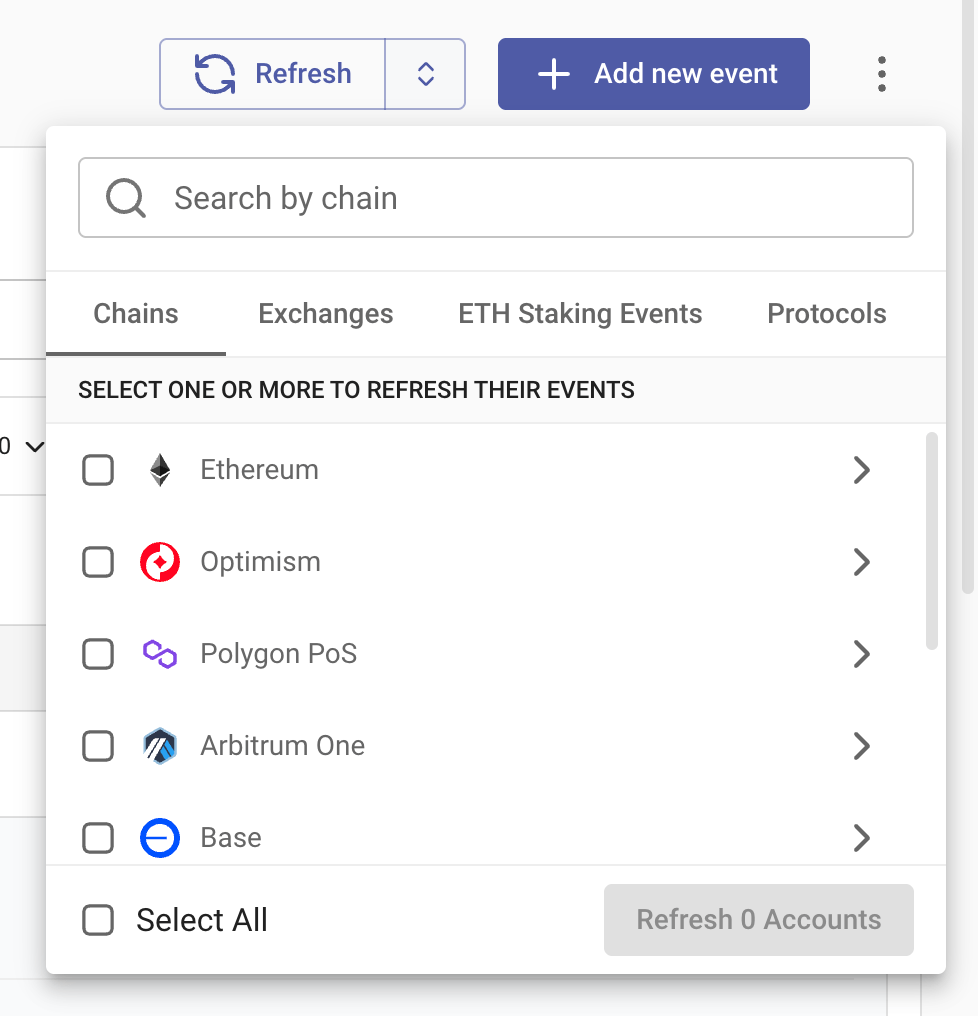 Refresh
Add new event
Search by chain
Chains
Exchanges
ETH Staking Events
Protocols
SELECT ONE OR MORE TO REFRESH THEIR EVENTS
0
Ethereum
Optimism
Polygon PoS
Arbitrum One
Base
Select All
Refresh 0 Accounts